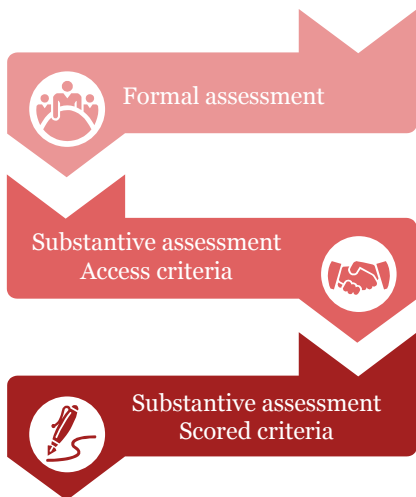 Formal assessment
Substantive assessment
Access criteria
Substantive assessment
Scored criteria